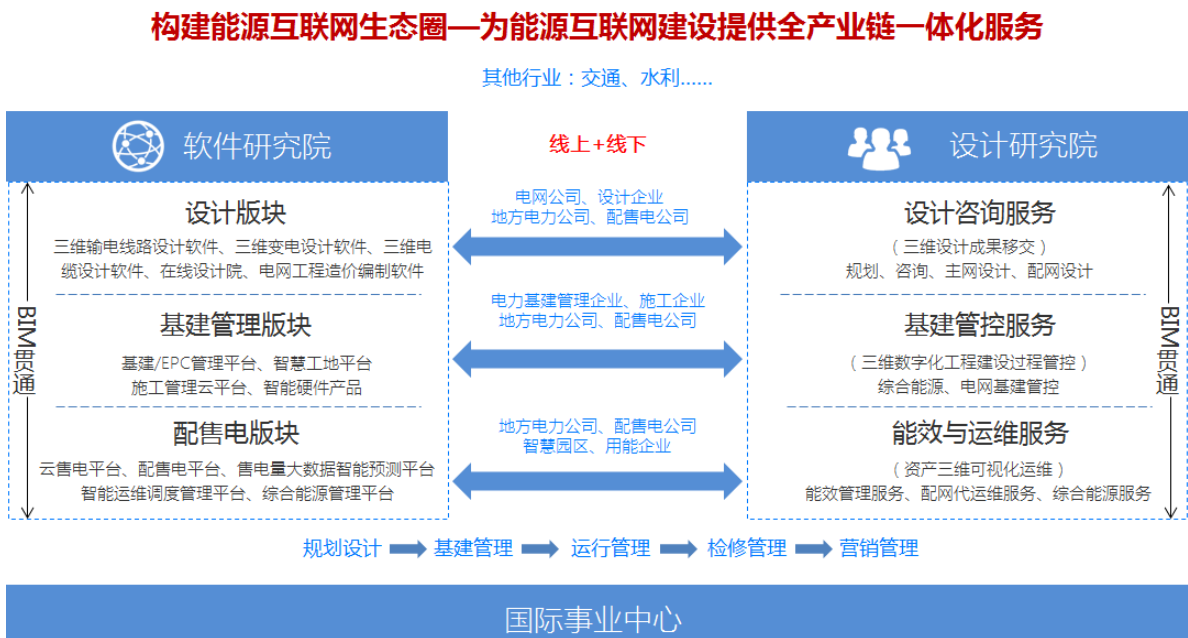 构建能源互联网生态圈—为能源互联网建设提供全产业链一体化服务
其他行业：交通、水利......
软件研究院
线上+线下
设计研究院
BIM贯通
设计版块
三维输电线路设计软件、三维变电设计软件、三维电
缆设计软件、在线设计院、电网工程造价编制软件
基建管理版块
基建/EPC管理平台、智慧工地平台
施工管理云平台、智能硬件产品
配售电版块
云售电平台、配售电平台、售电量大数据智能预测平台
智能运维调度管理平台、综合能源管理平台
电网公司、设计企业
地方电力公司、配售电公司
电力基建管理企业、施工企业
地方电力公司、配售电公司
地方电力公司、配售电公司
智慧园区、用能企业
设计咨询服务
（三维设计成果移交）
规划、咨询、主网设计、配网设计
基建管控服务
（三维数字化工程建设过程管控）
综合能源、电网基建管控
能效与运维服务
（资产三维可视化运维）
能效管理服务、配网代运维服务、综合能源服务
BIM贯通
规划设计 基建管理 运行管理 检修管理 营销管理
国际事业中心